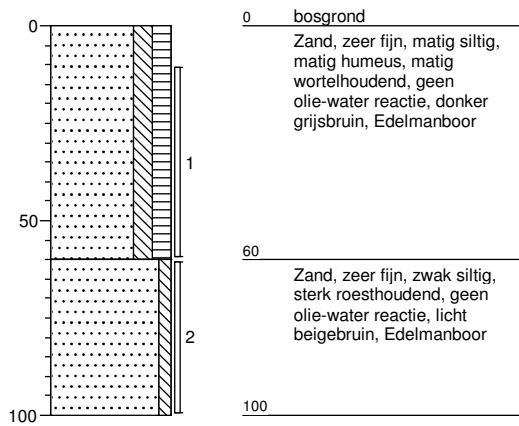 0
50
100
1
2
0 bosgrond
Zand, zeer fijn, matig siltig,
matig humeus, matig
wortelhoudend, geen
olie-water reactie, donker
grijsbruin, Edelmanboor
60
Zand, zeer fijn, zwak siltig,
sterk roesthoudend, geen
olie-water reactie, licht
beigebruin, Edelmanboor
100